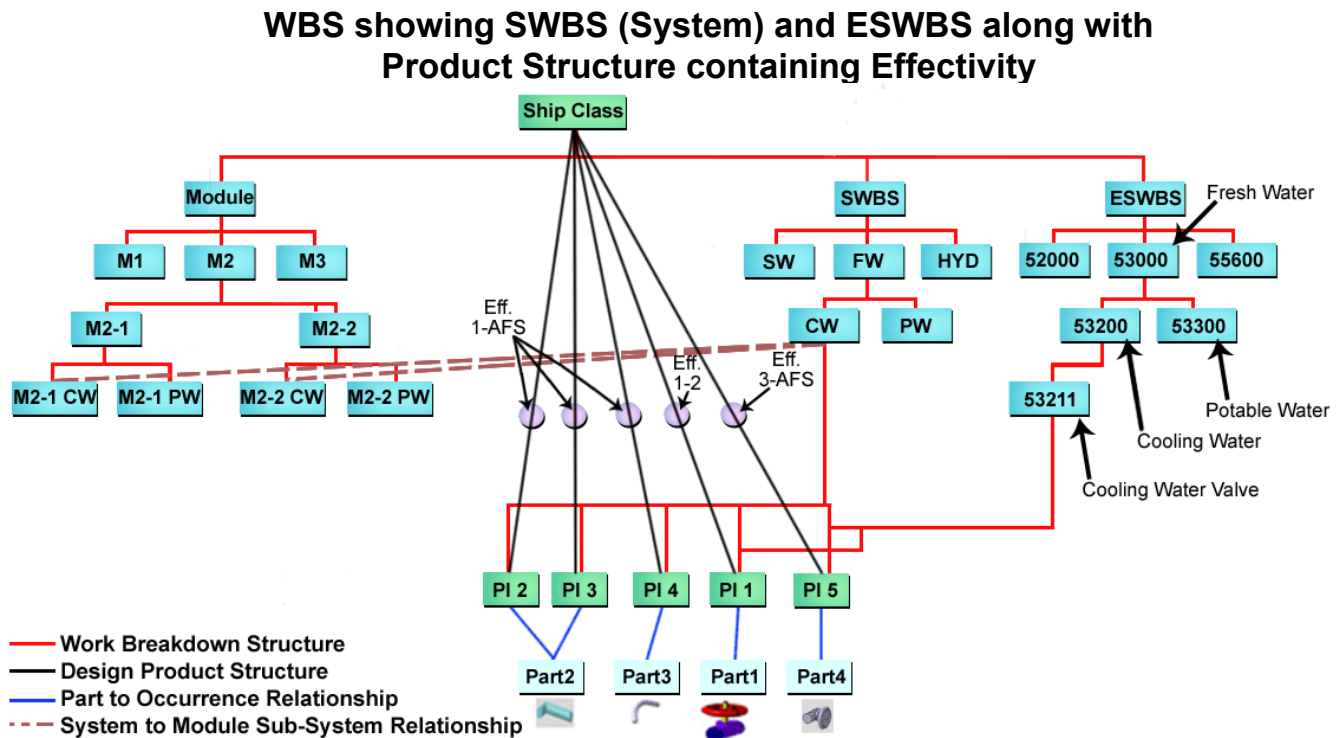 WBS showing SWBS (System) and ESWBS along with
Product Structure containing Effectivity
Ship Class
Module
SWBS
ESWBS
Fresh Water
M1
M2
M3
SW
FW
HYD
52000
53000
55600
Eff.
1-AFS
M2-1
M2-2
CW
PW
53200
53300
Eff.
1-2
Eff.
3-AFS
M2-1 CW
M2-1 PW
M2-2 CW
M2-2 PW
53211
Potable Water
Cooling Water
Cooling Water Valve
PI 2
PI 3
PI 4
PI 1
PI 5
Work Breakdown Structure
Design Product Structure
Part to Occurrence Relationship
System to Module Sub-System Relationship
Part2
Part3
Part1
Part4